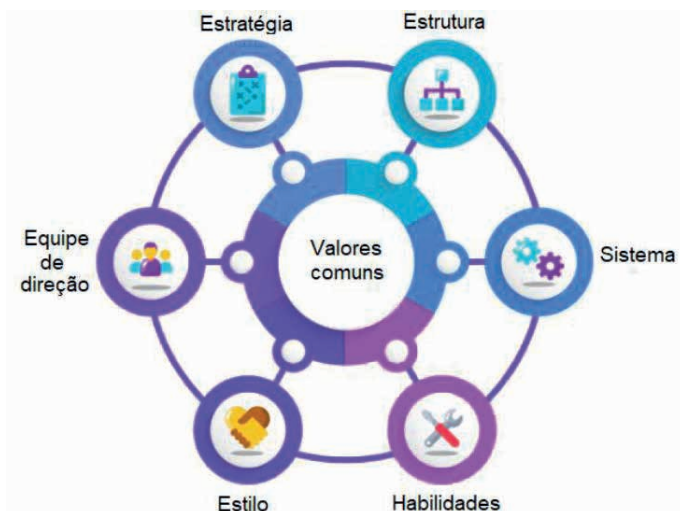 Estratégia
Estrutura
Equipe
de
direção
Valores
comuns
Sistema
Estilo
Habilidades